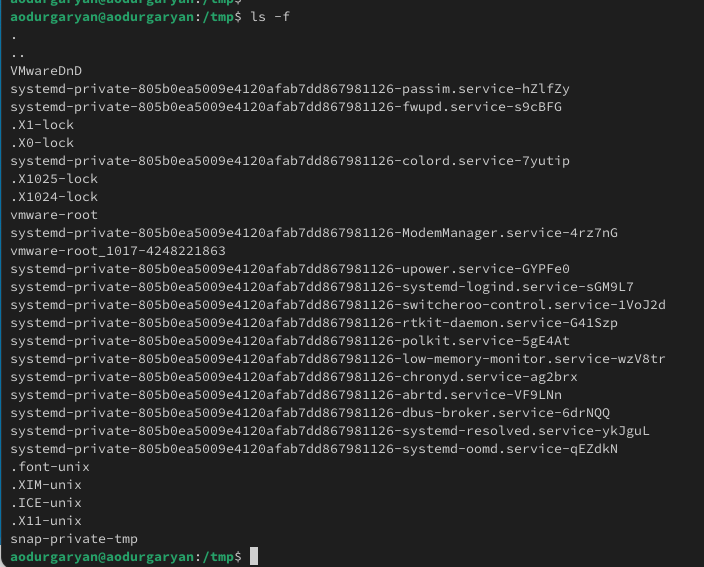 aodurgaryan@aodurgaryan:/tmp$ ls -f
.
..
VMwareDnD
systemd-private-805b0ea5009e4120afab7dd867981126-passim.service-hZlfZy
systemd-private-805b0ea5009e4120afab7dd867981126-fwupd.service-s9cBFG
.X1-lock
.X0-lock
systemd-private-805b0ea5009e4120afab7dd867981126-colord.service-7yutip
.X1025-lock
.X1024-lock
vmware-root
systemd-private-805b0ea5009e4120afab7dd867981126-ModemManager.service-4rz7nG
vmware-root_1017-4248221863
systemd-private-805b0ea5009e4120afab7dd867981126-upower.service-GYPFe0
systemd-private-805b0ea5009e4120afab7dd867981126-systemd-logind.service-sGM9L7
systemd-private-805b0ea5009e4120afab7dd867981126-switcheroo-control.service-1VoJ2d
systemd-private-805b0ea5009e4120afab7dd867981126-rtkit-daemon.service-G41Szp
systemd-private-805b0ea5009e4120afab7dd867981126-polkit.service-5gE4At
systemd-private-805b0ea5009e4120afab7dd867981126-low-memory-monitor.service-wzV8tr
systemd-private-805b0ea5009e4120afab7dd867981126-chronyd.service-ag2brx
systemd-private-805b0ea5009e4120afab7dd867981126-abrtd.service-VF9LNn
systemd-private-805b0ea5009e4120afab7dd867981126-dbus-broker.service-6drNQQ
systemd-private-805b0ea5009e4120afab7dd867981126-systemd-resolved.service-ykJguL
systemd-private-805b0ea5009e4120afab7dd867981126-systemd-oomd.service-qEZdkN
.font-unix
.XIM-unix
.ICE-unix
.X11-unix
snap-private-tmp
aodurgaryan@aodurgaryan:/tmp$